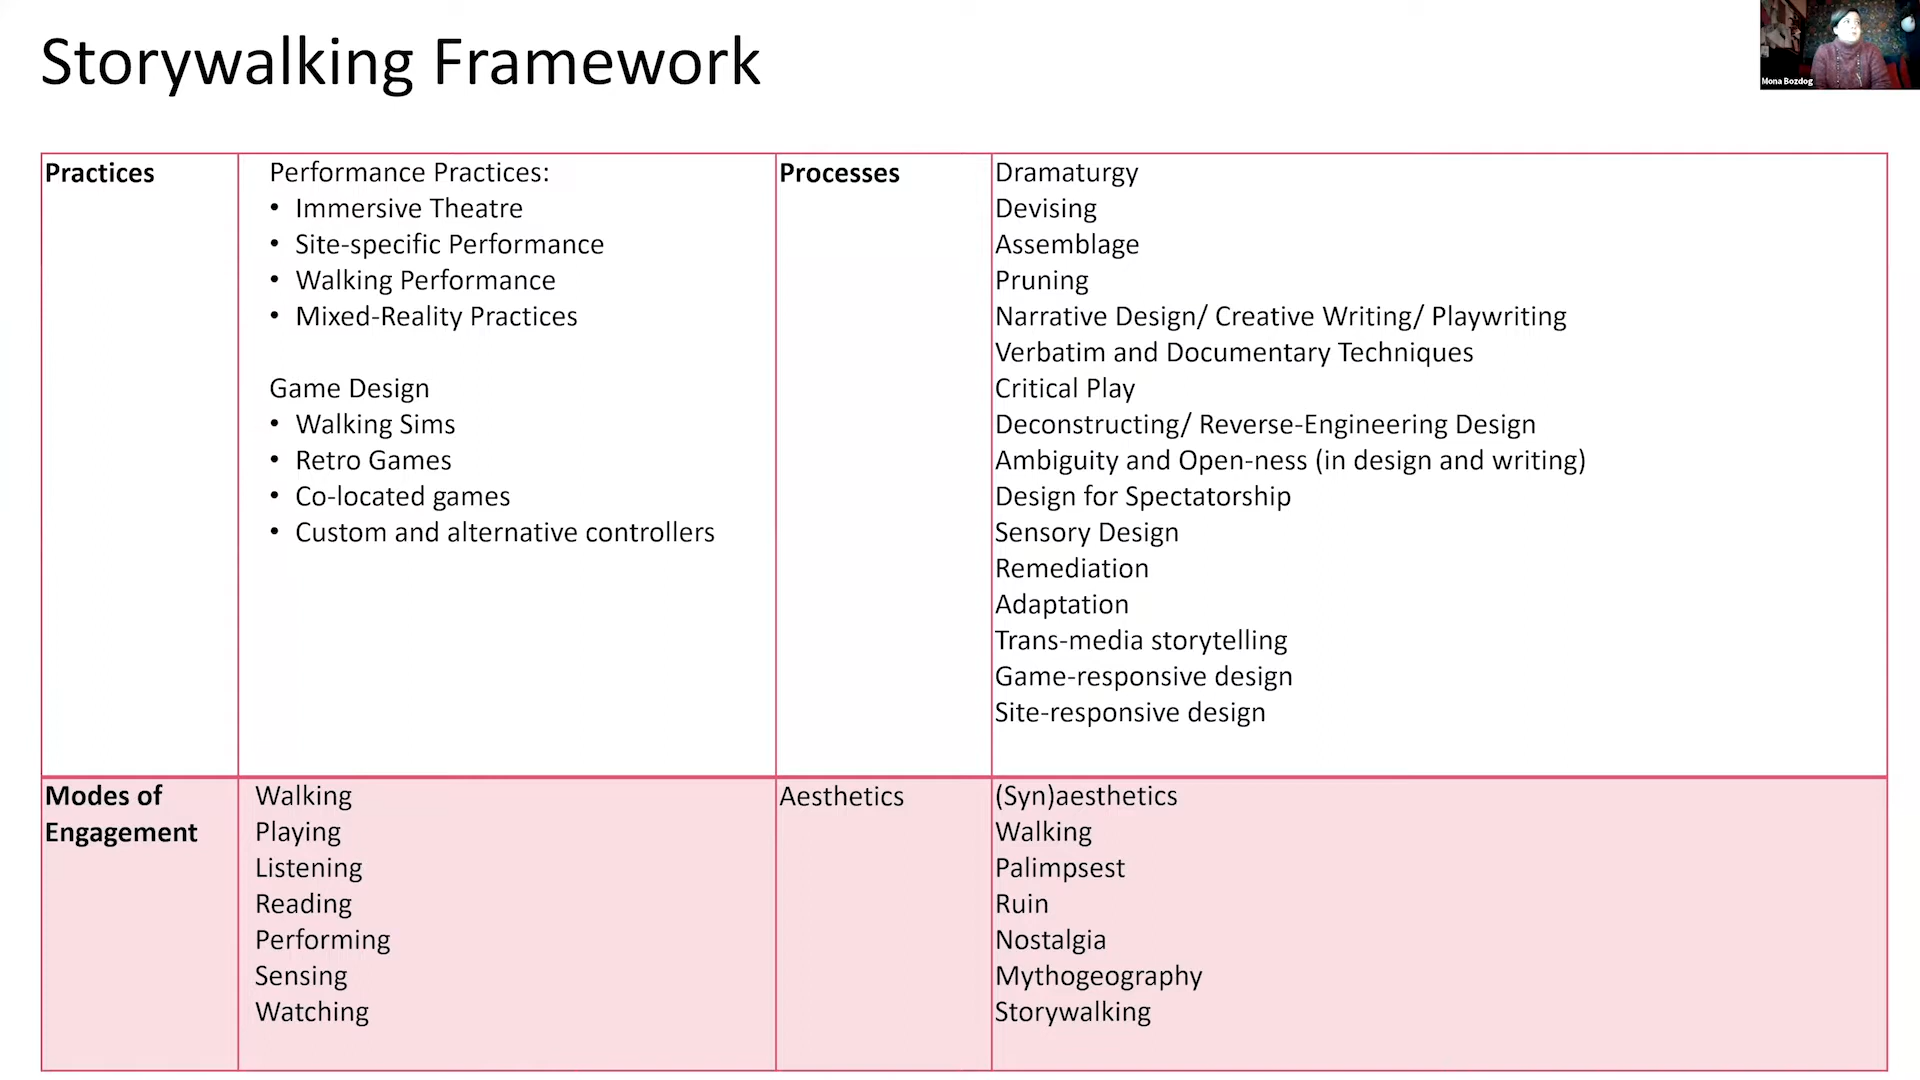 Storywalking Framework
Mona Bozdog
Practices
Performance Practices:
• Immersive Theatre
• Site-specific Performance
• Walking Performance
• Mixed-Reality Practices
Game Design
• Walking Sims
• Retro Games
• Co-located games
• Custom and alternative controllers
Processes
Dramaturgy
Devising
Assemblage
Pruning
Narrative Design/ Creative Writing/ Playwriting
Verbatim and Documentary Techniques
Critical Play
Deconstructing/ Reverse-Engineering Design
Ambiguity and Open-ness (in design and writing)
Design for Spectatorship
Sensory Design
Remediation
Adaptation
Trans-media storytelling
Game-responsive design
Site-responsive design
Modes of
Engagement
Walking
Playing
Listening
Reading
Performing
Sensing
Watching
Aesthetics
(Syn)aesthetics
Walking
Palimpsest
Ruin
Nostalgia
Mythogeography
Storywalking